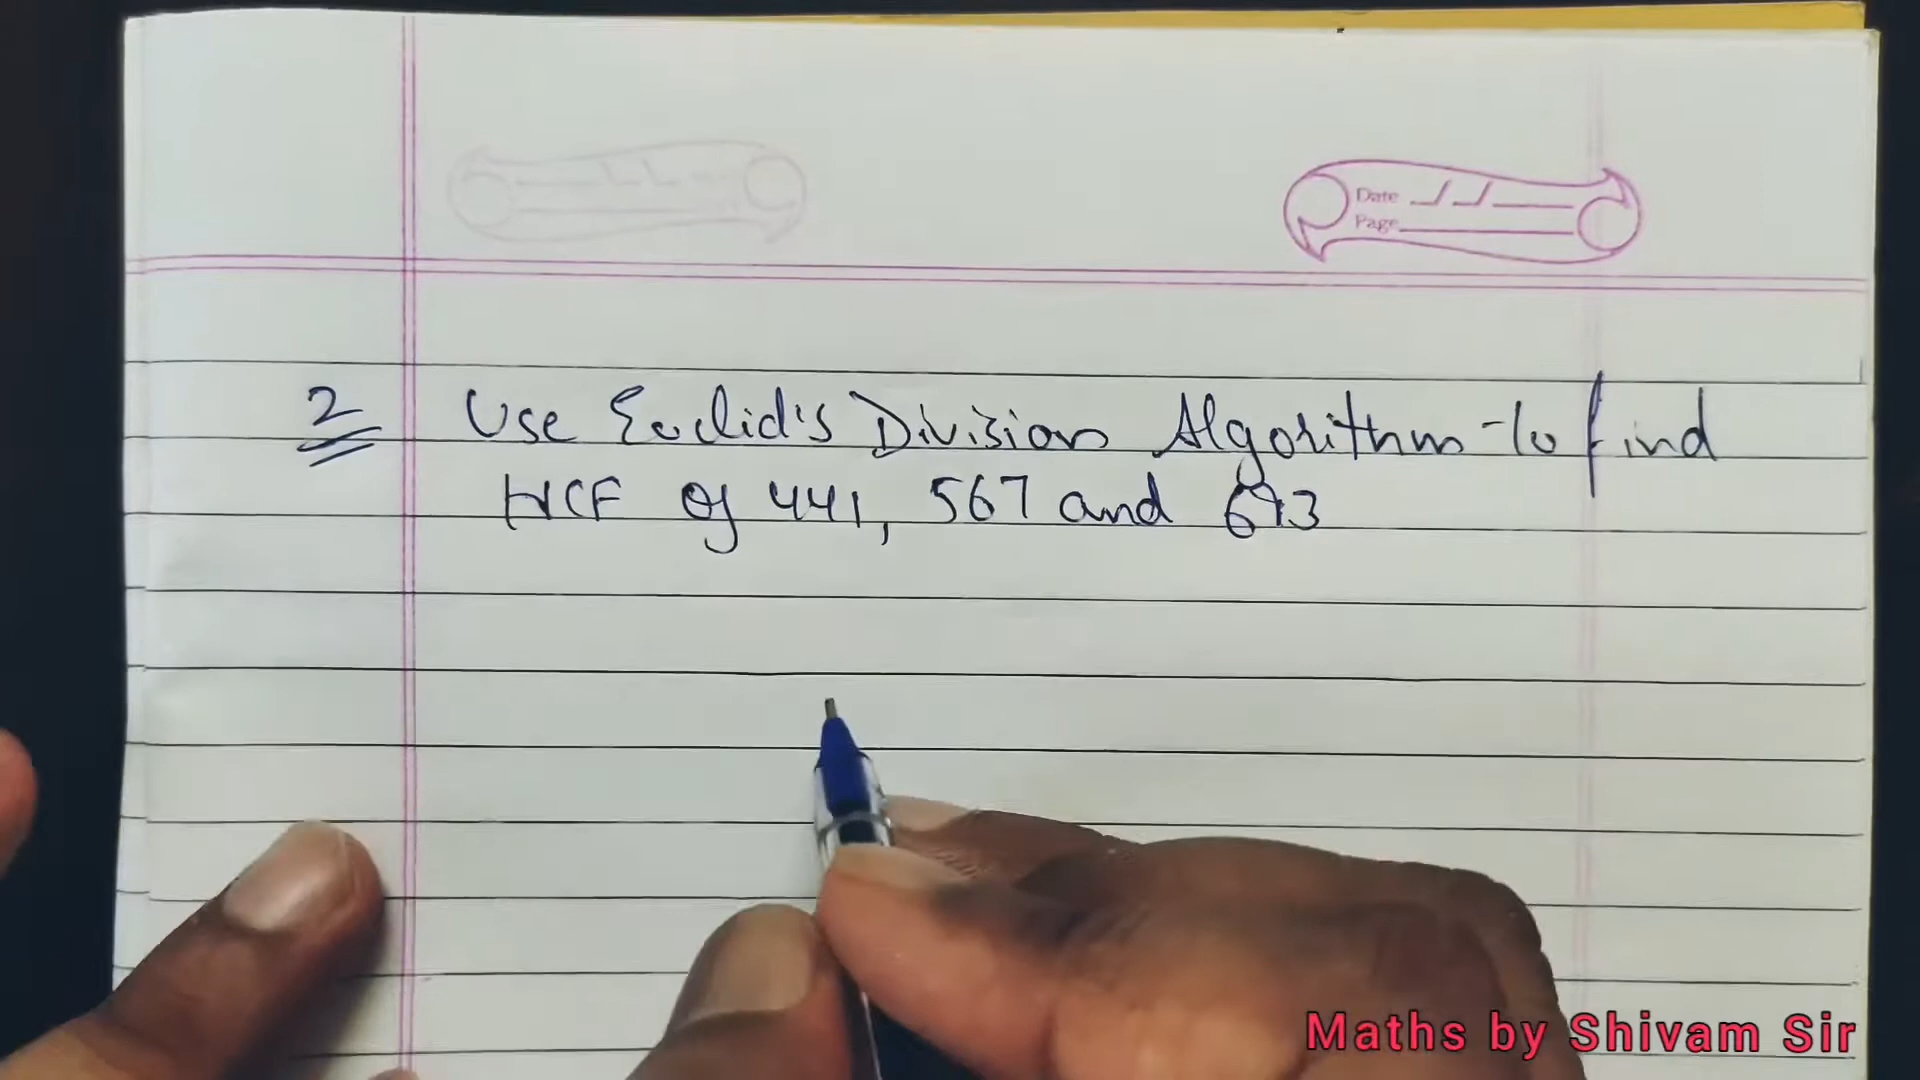 Date
Page
2 Use Euclid's Division Algorithm to find
HCF of 441, 567 and 693
Maths by Shivam Sir